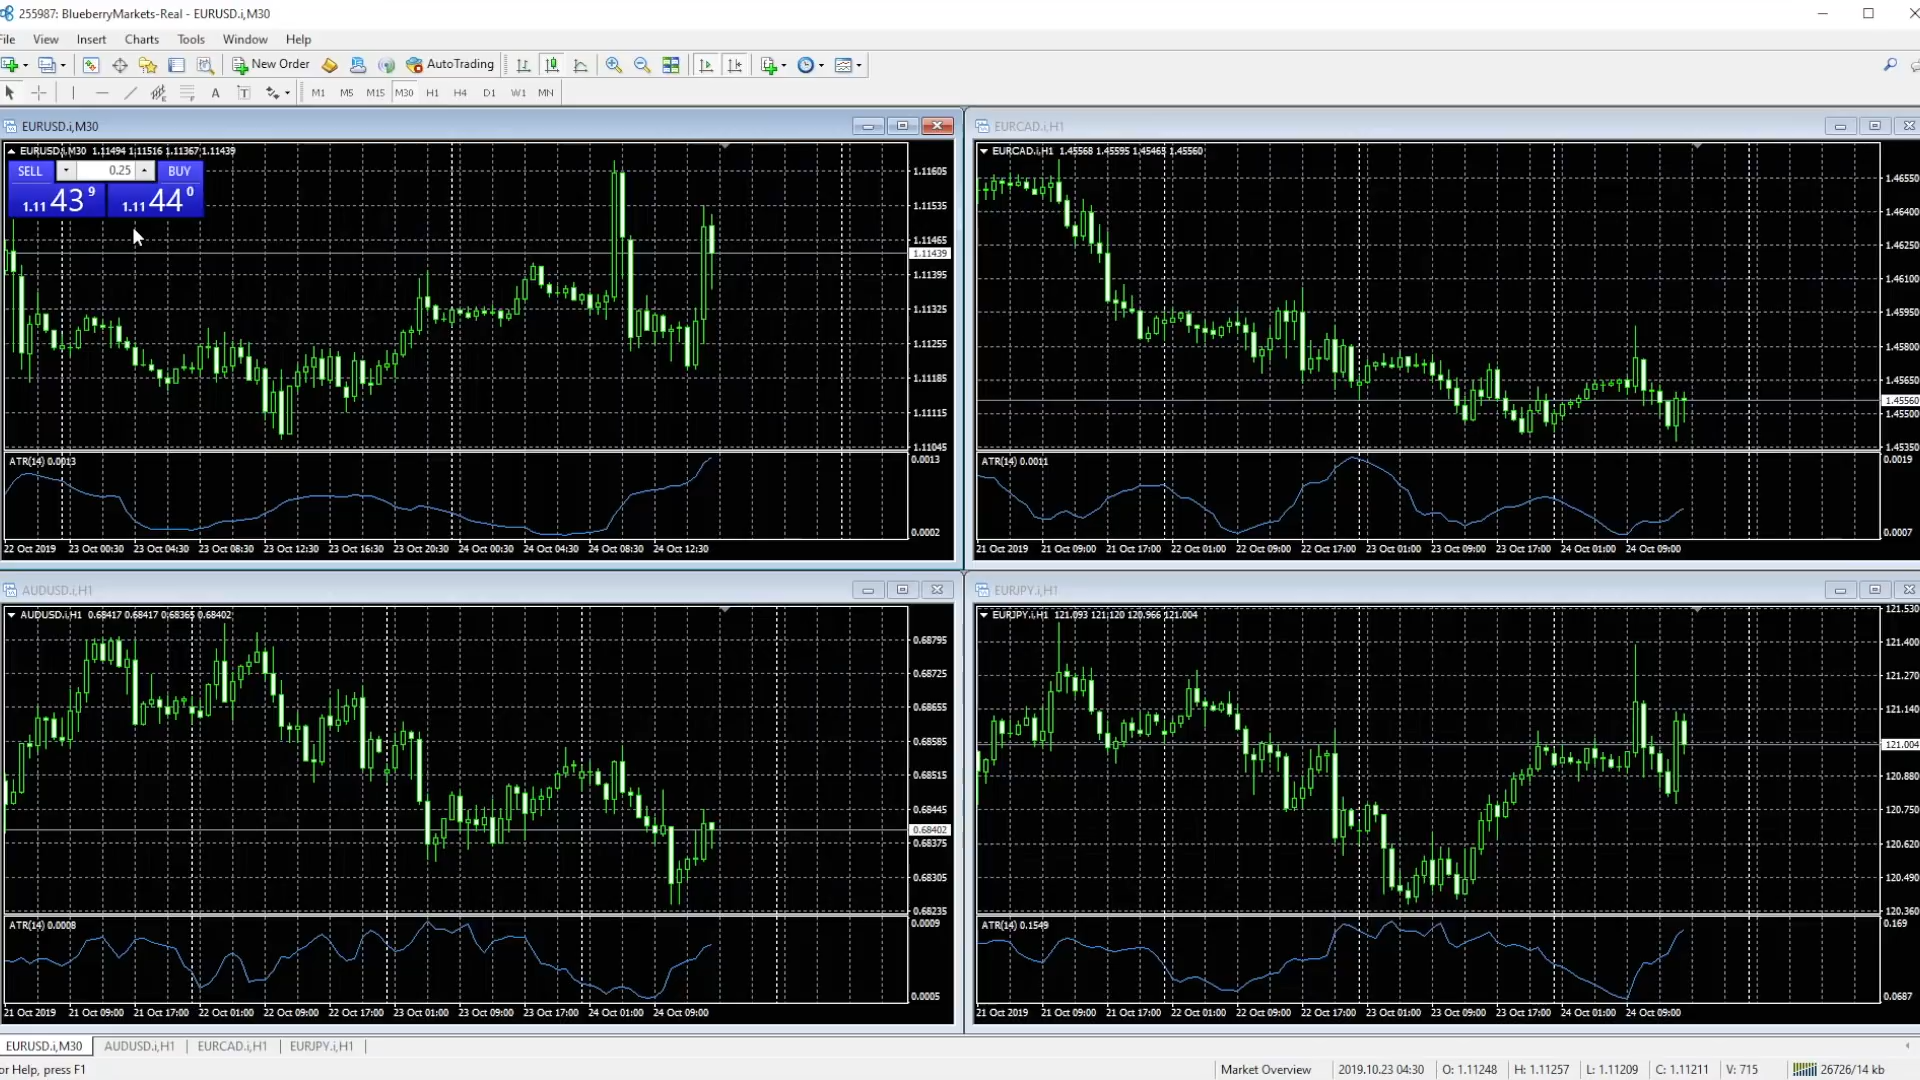 255987: BlueberryMarkets-Real - EURUSD.i,M30
File View Insert Charts Tools Window Help
New Order AutoTrading
A T M1 M5 M15 M30 H1 H4 D1 W1 MN
EURUSD.i,M30
EURUSD.i,M30 1.11494 1.11516 1.11367 1.11439
SELL 0.25 BUY
1.11 43 9 1.11 44 0
1.11605
1.11535
1.11465
1.11439
1.11395
1.11325
1.11255
1.11185
1.11115
1.11045
ATR(14) 0.0013
0.0013
0.0002
22 Oct 2019 23 Oct 00:30 23 Oct 04:30 23 Oct 08:30 23 Oct 12:30 23 Oct 16:30 23 Oct 20:30 24 Oct 00:30 24 Oct 04:30 24 Oct 08:30 24 Oct 12:30
EURCAD.i,H1
EURCAD.i,H1 1.45568 1.45595 1.45465 1.45560
1.46550
1.46400
1.46250
1.46100
1.45950
1.45800
1.45650
1.45560
1.45500
1.45350
ATR(14) 0.0011
0.0019
0.0007
21 Oct 2019 21 Oct 09:00 21 Oct 17:00 22 Oct 01:00 22 Oct 09:00 22 Oct 17:00 23 Oct 01:00 23 Oct 09:00 23 Oct 17:00 24 Oct 01:00 24 Oct 09:00
AUDUSD.i,H1
AUDUSD.i,H1 0.68417 0.68417 0.68365 0.68402
0.68795
0.68725
0.68655
0.68585
0.68515
0.68445
0.68402
0.68375
0.68305
0.68235
ATR(14) 0.0008
0.0009
0.0005
21 Oct 2019 21 Oct 09:00 21 Oct 17:00 22 Oct 01:00 22 Oct 09:00 22 Oct 17:00 23 Oct 01:00 23 Oct 09:00 23 Oct 17:00 24 Oct 01:00 24 Oct 09:00
EURJPY.i,H1
EURJPY.i,H1 121.093 121.120 120.966 121.004
121.530
121.400
121.270
121.140
121.004
120.880
120.750
120.620
120.490
120.360
ATR(14) 0.1549
0.169
0.0687
21 Oct 2019 21 Oct 09:00 21 Oct 17:00 22 Oct 01:00 22 Oct 09:00 22 Oct 17:00 23 Oct 01:00 23 Oct 09:00 23 Oct 17:00 24 Oct 01:00 24 Oct 09:00
EURUSD.i,M30 AUDUSD.i,H1 EURCAD.i,H1 EURJPY.i,H1
or Help, press F1 Market Overview 2019.10.23 04:30 O: 1.11248 H: 1.11257 L: 1.11209 C: 1.11211 V: 715 26726/14 kb